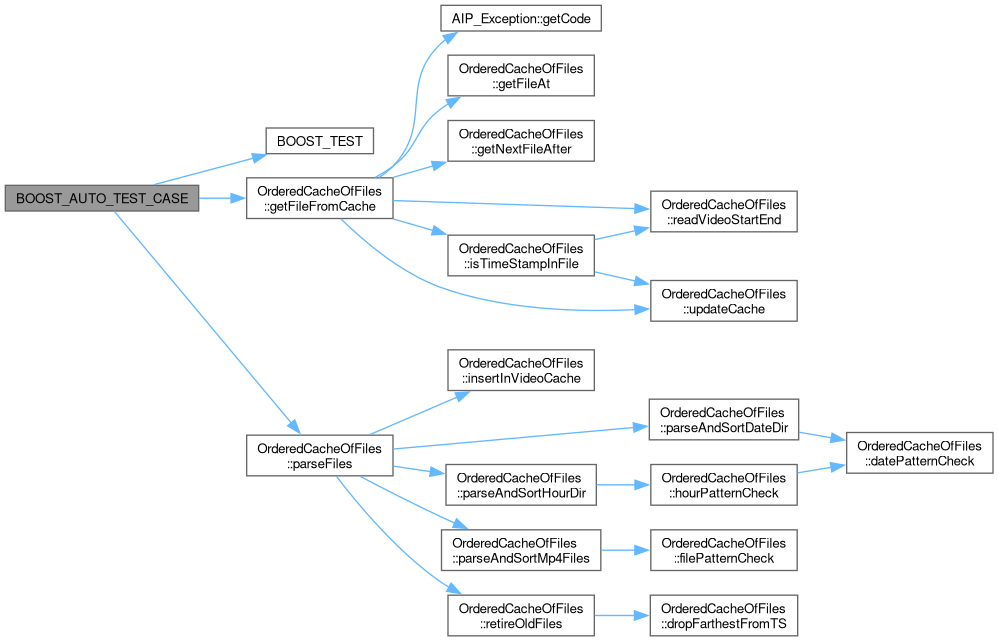 AIP_Exception::getCode
OrderedCacheOfFiles
::getFileAt
OrderedCacheOfFiles
::getNextFileAfter
BOOST_TEST
BOOST_AUTO_TEST_CASE
OrderedCacheOfFiles
::getFileFromCache
OrderedCacheOfFiles
::readVideoStartEnd
OrderedCacheOfFiles
::isTimeStampInFile
OrderedCacheOfFiles
::updateCache
OrderedCacheOfFiles
::insertInVideoCache
OrderedCacheOfFiles
::parseAndSortDateDir
OrderedCacheOfFiles
::datePatternCheck
OrderedCacheOfFiles
::parseFiles
OrderedCacheOfFiles
::parseAndSortHourDir
OrderedCacheOfFiles
::hourPatternCheck
OrderedCacheOfFiles
::parseAndSortMp4Files
OrderedCacheOfFiles
::filePatternCheck
OrderedCacheOfFiles
::retireOldFiles
OrderedCacheOfFiles
::dropFarthestFromTS